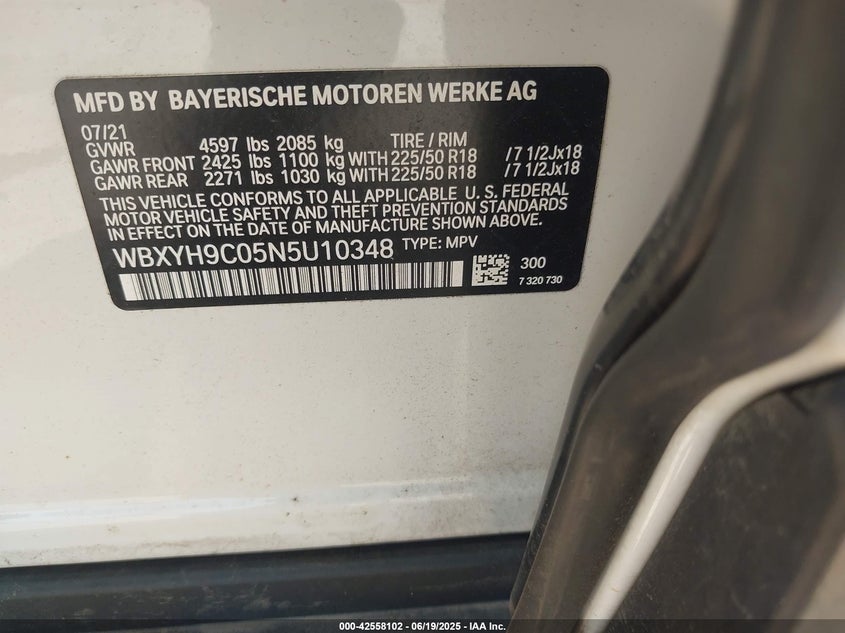 MFD BY BAYERISCHE MOTOREN WERKE AG
07/21
GVWR 4597 lbs 2085 kg TIRE / RIM
GAWR FRONT 2425 lbs 1100 kg WITH 225/50 R18 /7 1/2Jx18
GAWR REAR 2271 lbs 1030 kg WITH 225/50 R18 /7 1/2Jx18
THIS VEHICLE CONFORMS TO ALL APPLICABLE U.S. FEDERAL
MOTOR VEHICLE SAFETY AND THEFT PREVENTION STANDARDS
IN EFFECT ON THE DATE OF MANUFACTURE SHOWN ABOVE.
WBXYH9C05N5U10348 TYPE: MPV
300
7 320 730
000-42558102 - 06/19/2025 - IAA Inc.